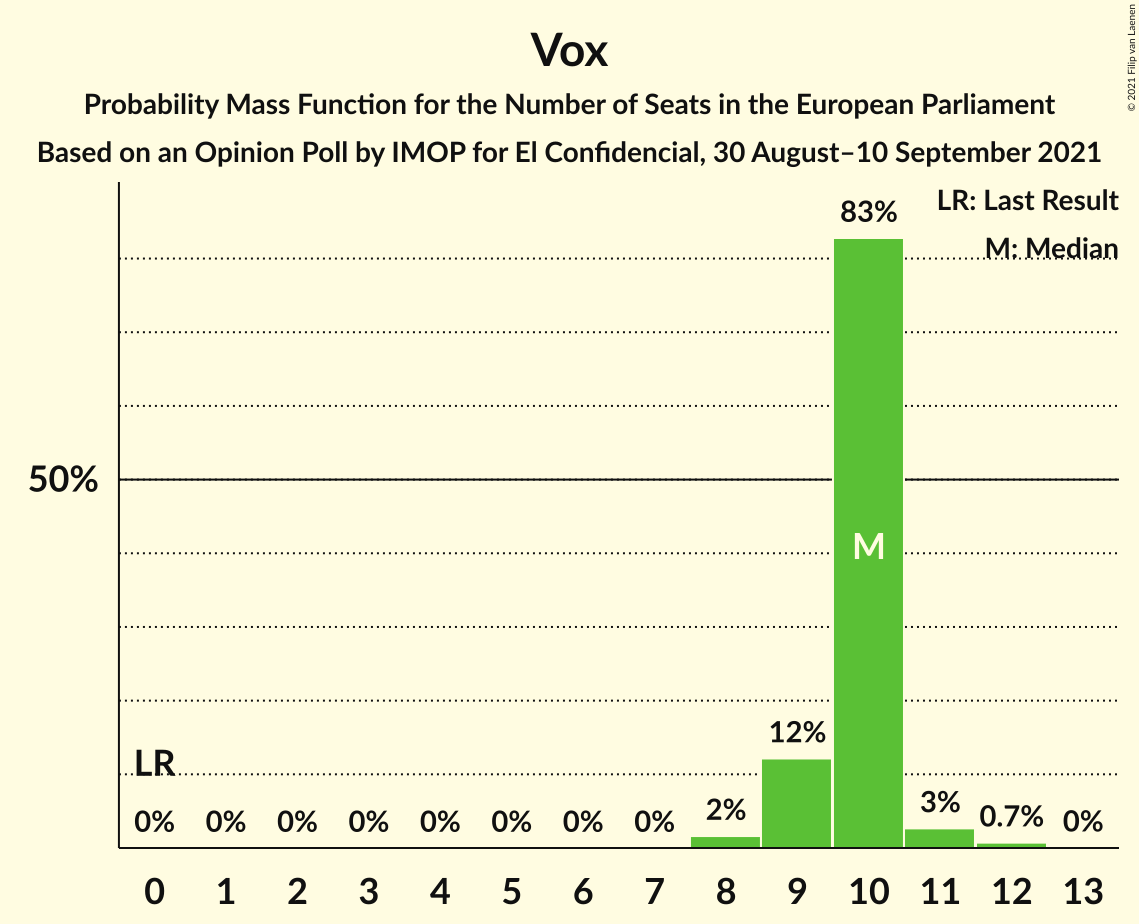 Vox
Probability Mass Function for the Number of Seats in the European Parliament
Based on an Opinion Poll by IMOP for El Confidencial, 30 August–10 September 2021
© 2021 Filip van Laenen
LR: Last Result
M: Median
83%
50%
M
LR
12%
0% 0% 0% 0% 0% 0% 0% 0% 2% 3% 0.7% 0%
0 1 2 3 4 5 6 7 8 9 10 11 12 13